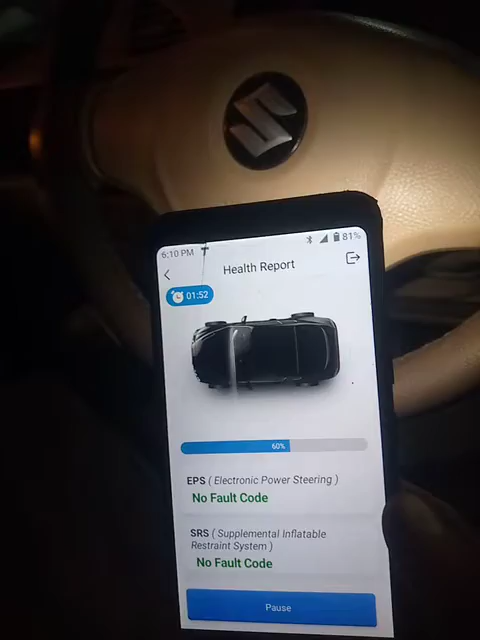 6:10 PM
81%
Health Report
01:52
60%
EPS ( Electronic Power Steering )
No Fault Code
SRS ( Supplemental Inflatable
Restraint System )
No Fault Code
Pause